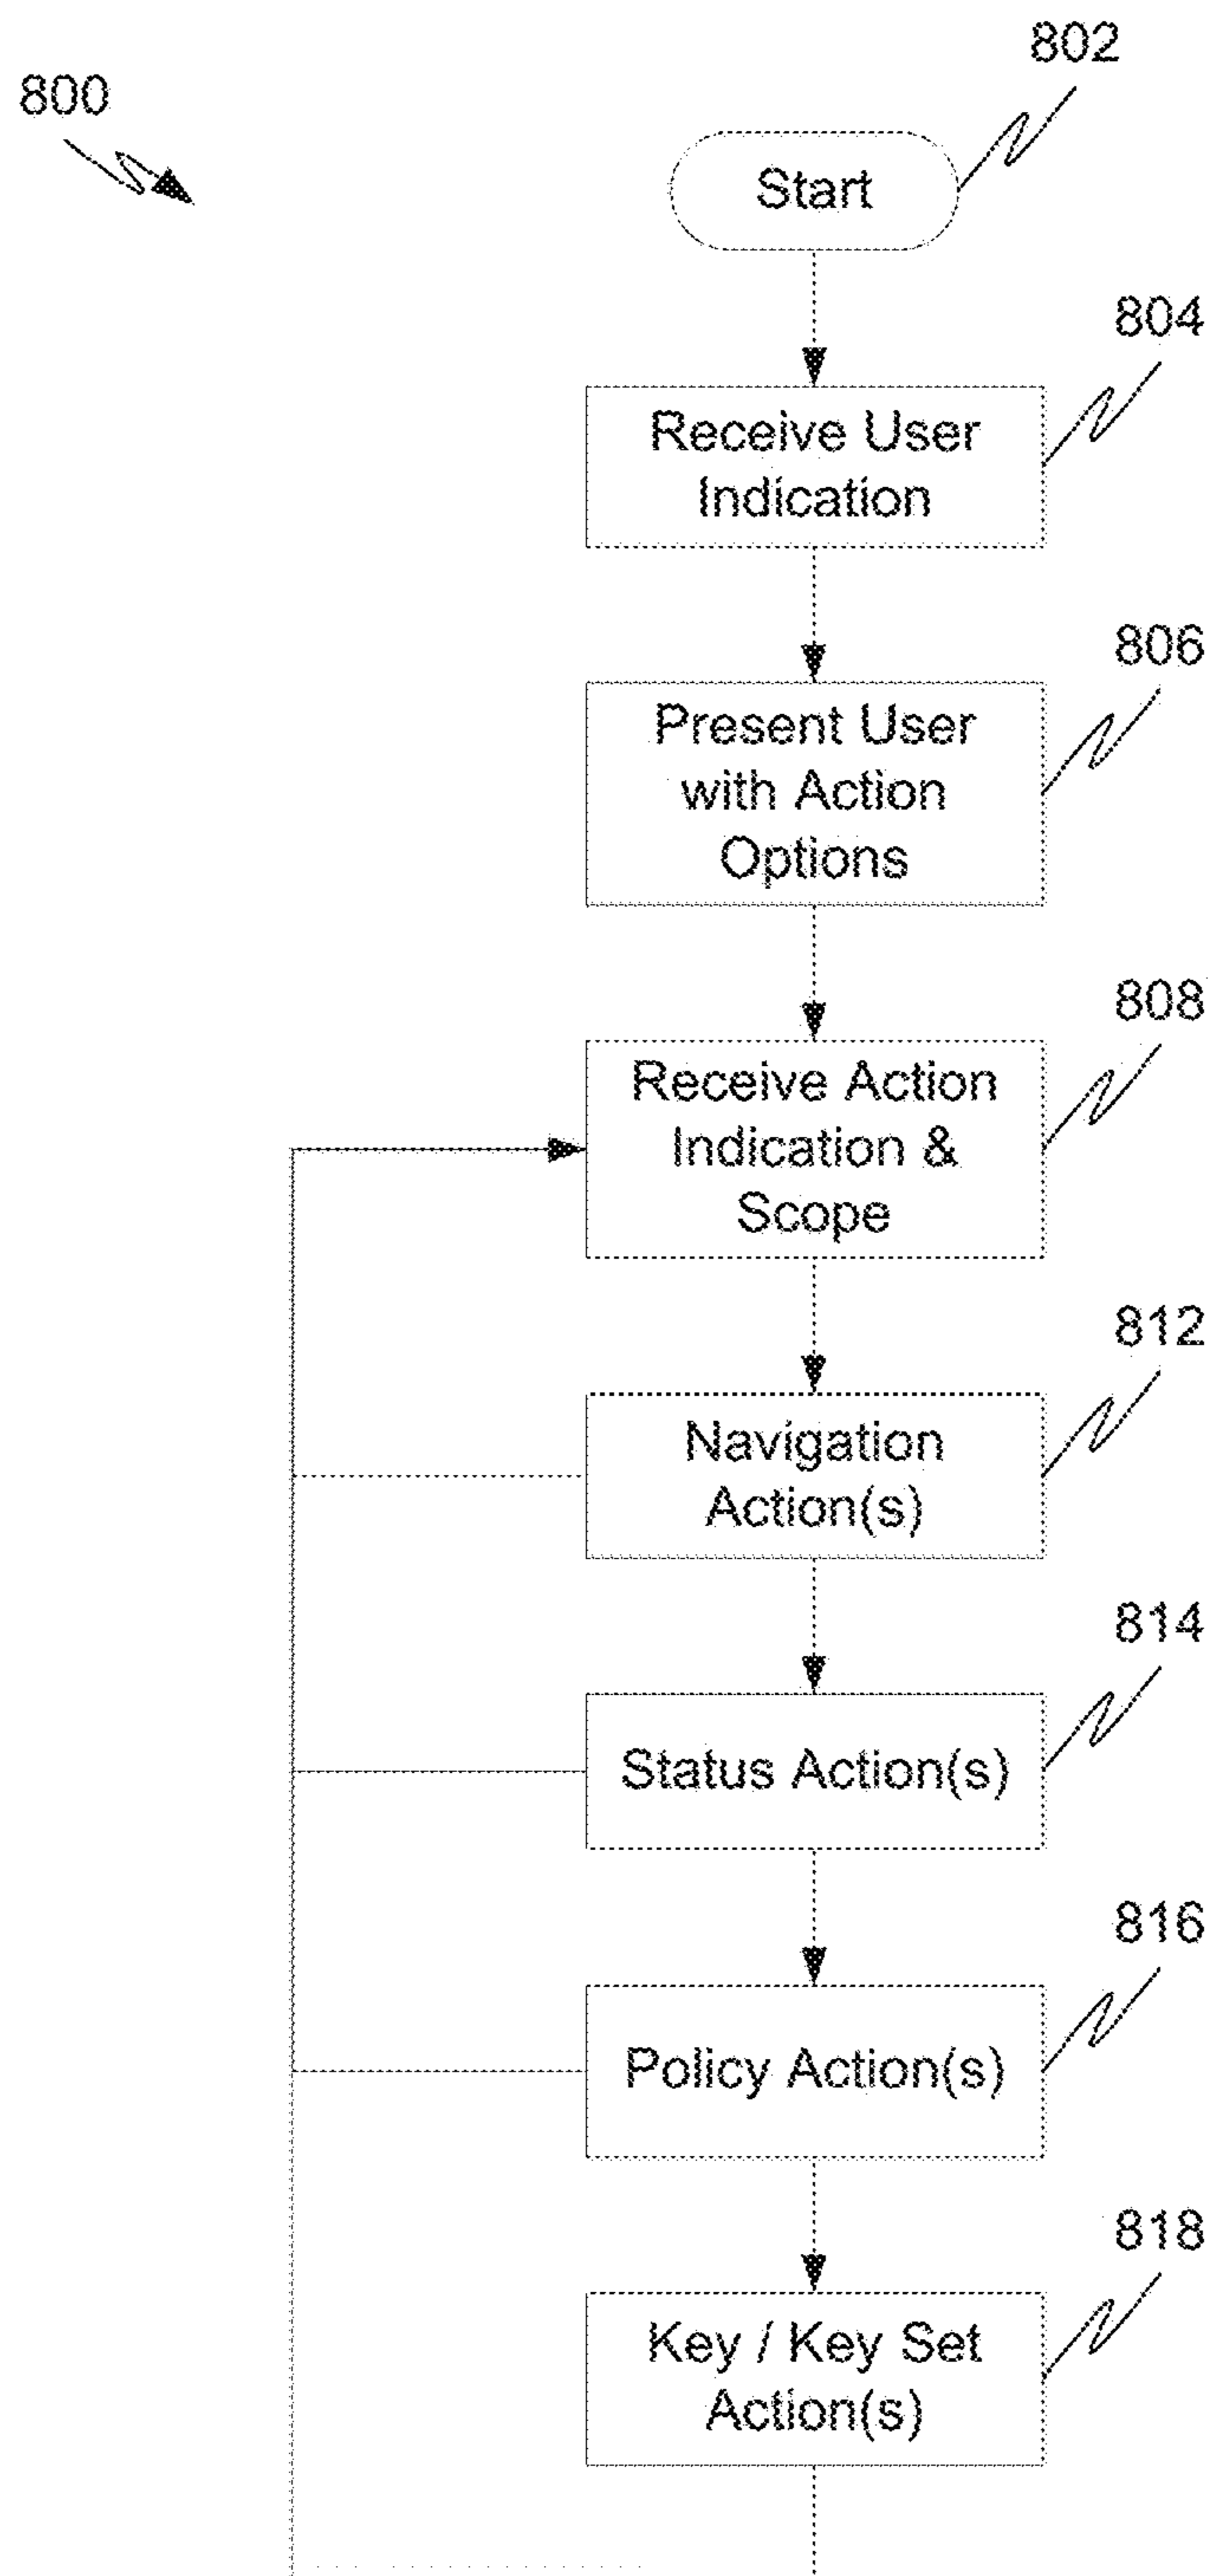 802
800
Start
804
Receive User
Indication
806
Present User
with Action
Options
808
Receive Action
Indication &
Scope
812
Navigation
Action(s)
814
Status Action(s)
816
Policy Action(s)
818
Key / Key Set
Action(s)